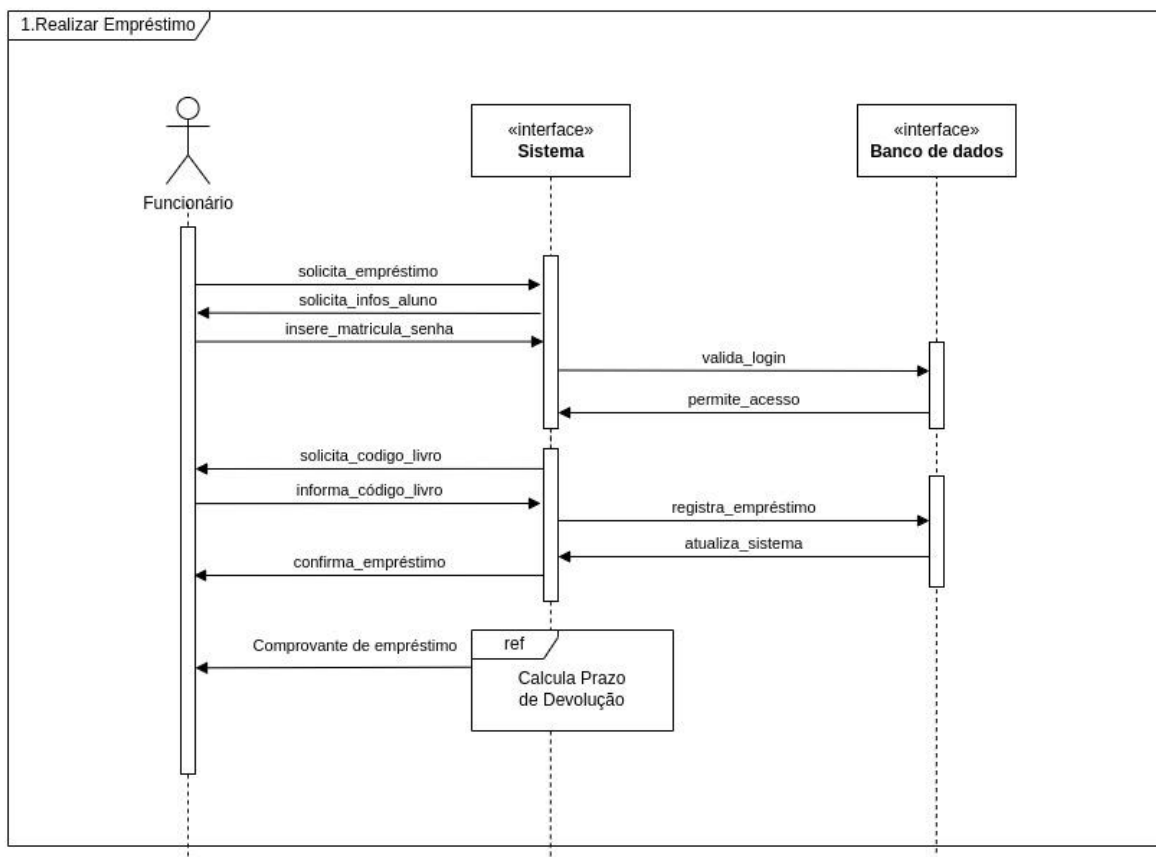 1.Realizar Empréstimo
«interface»
Sistema
«interface»
Banco de dados
Funcionário
solicita_empréstimo
solicita_infos_aluno
insere_matricula_senha
valida_login
permite_acesso
solicita_codigo_livro
informa_código_livro
registra_empréstimo
atualiza_sistema
confirma_empréstimo
Comprovante de empréstimo
ref
Calcula Prazo
de Devolução